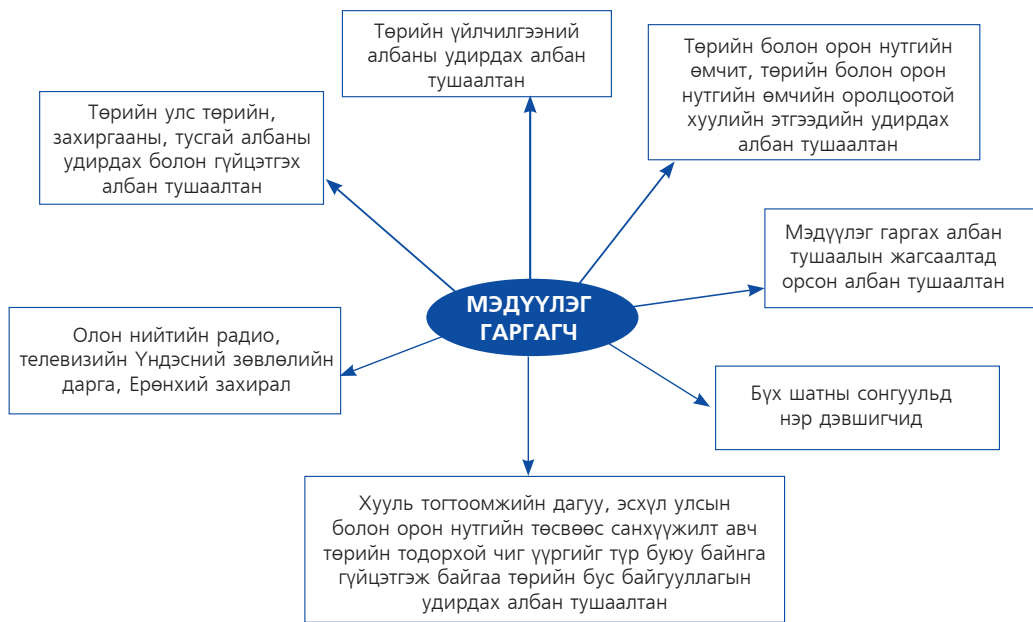 Төрийн үйлчилгээний
албаны удирдах албан
тушаалтан
Төрийн болон орон нутгийн
өмчит, төрийн болон орон
нутгийн өмчийн оролцоотой
хуулийн этгээдийн удирдах
албан тушаалтан
Төрийн улс төрийн,
захиргааны, тусгай албаны
удирдах болон гүйцэтгэх
албан тушаалтан
Мэдүүлэг гаргах албан
тушаалын жагсаалтад
орсон албан тушаалтан
МЭДҮҮЛЭГ
ГАРГАГЧ
Олон нийтийн радио,
телевизийн Үндэсний зөвлөлийн
дарга, Ерөнхий захирал
Бүх шатны сонгуульд
нэр дэвшигчид
Хууль тогтоомжийн дагуу, эсхүл улсын
болон орон нутгийн төсвөөс санхүүжилт авч
төрийн тодорхой чиг үүргийг түр буюу байнга
гүйцэтгэж байгаа төрийн бус байгууллагын
удирдах албан тушаалтан